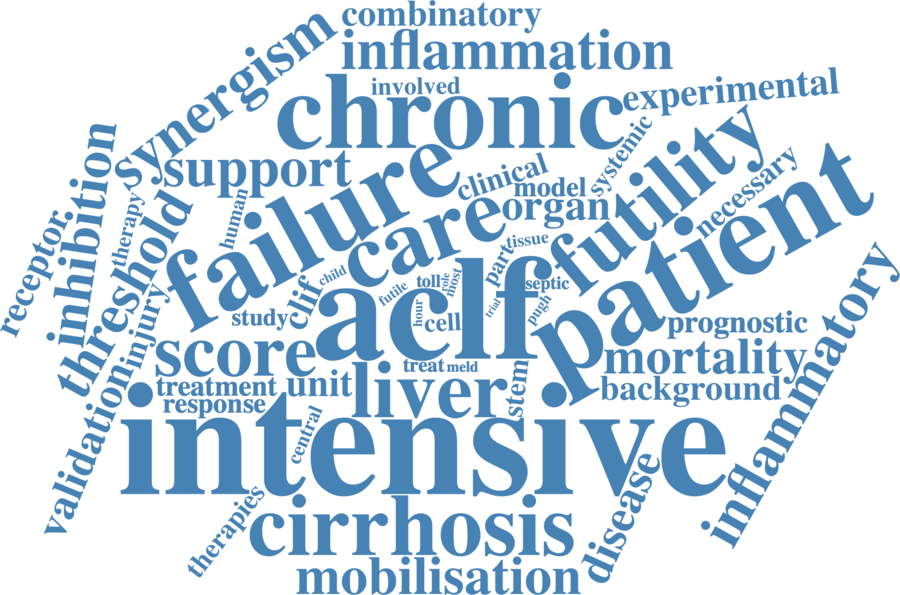 combinatory
synergism
inflammation
involved
chronic
experimental
support
failure
clinical
model
systemic
futility
necessary
patient
inhibition
receptor
therapy
threshold
human
care
organ
tissue
part
child
clif
futile
toll
role
most
septic
aclf
study
hour
cell
trial
pugh
injury
score
treat
meld
prognostic
mortality
inflammatory
treatment
unit
liver
stem
background
response
validation
intensive
central
therapies
cirrhosis
disease
mobilisation